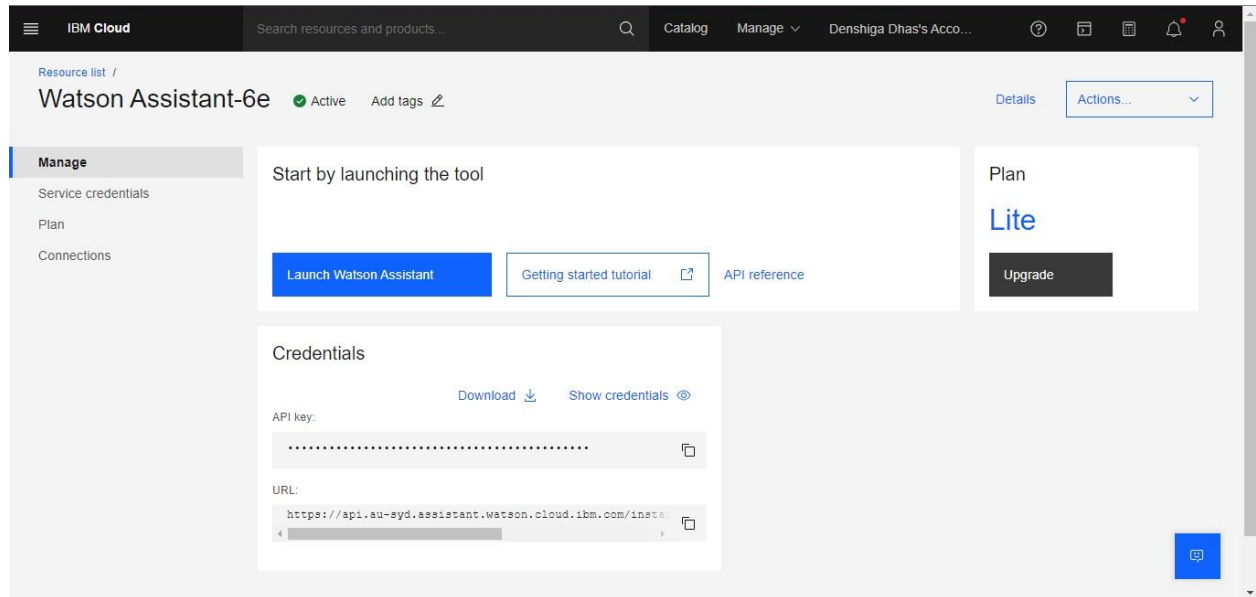 IBM Cloud Search resources and products... Catalog Manage Denshiga Dhas's Acco...
Resource list /
Watson Assistant-6e Active Add tags Details Actions...
Manage
Service credentials
Plan
Connections
Start by launching the tool
Launch Watson Assistant Getting started tutorial API reference
Plan
Lite
Upgrade
Credentials
Download Show credentials
API key:
••••••••••••••••••••••••••••••••••••••••••••
URL:
https://api.au-syd.assistant.watson.cloud.ibm.com/insta